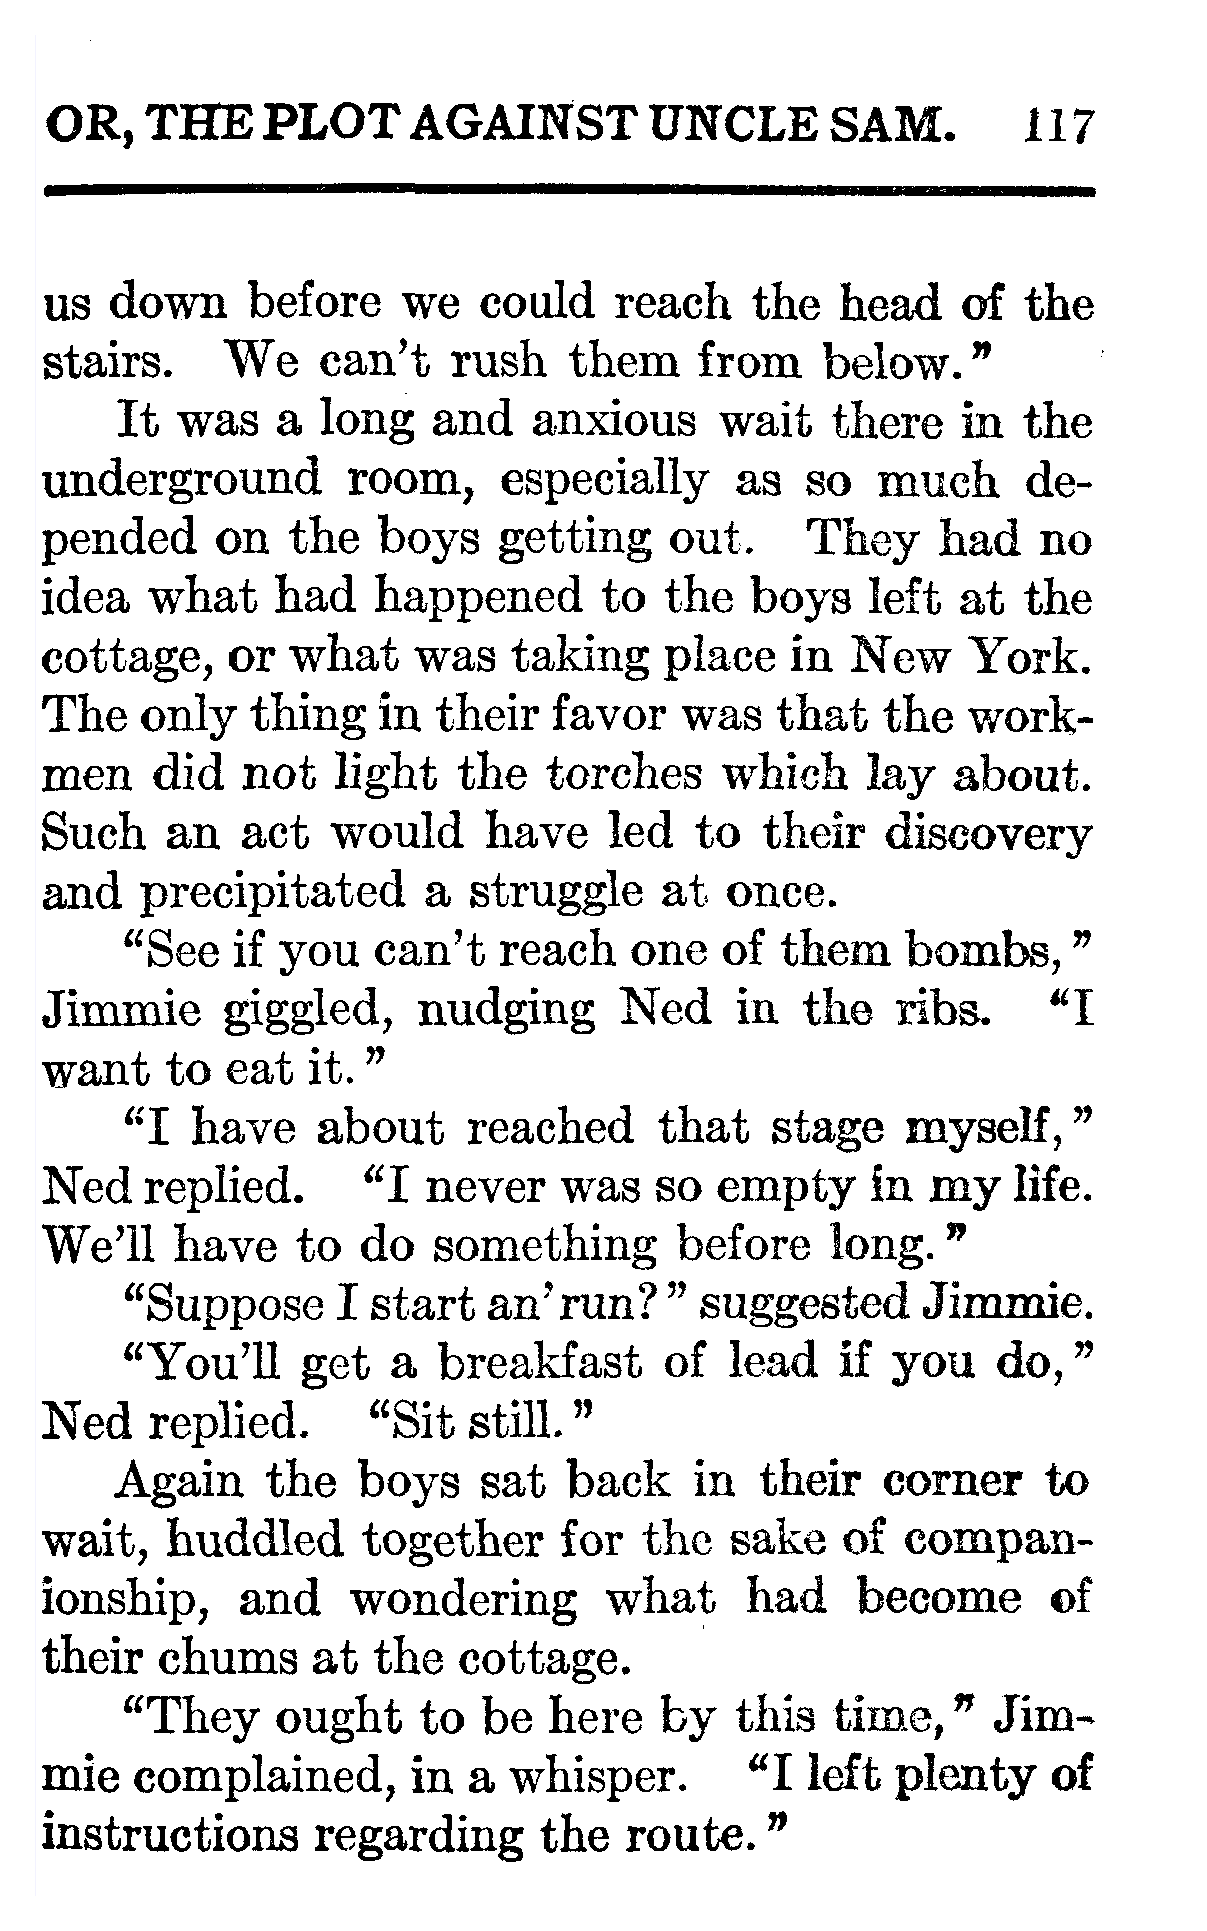 OR, THE PLOT AGAINST UNCLE SAM. 117
us down before we could reach the head of the
stairs. We can't rush them from below."
It was a long and anxious wait there in the
underground room, especially as so much de-
pended on the boys getting out. They had no
idea what had happened to the boys left at the
cottage, or what was taking place in New York.
The only thing in their favor was that the work-
men did not light the torches which lay about.
Such an act would have led to their discovery
and precipitated a struggle at once.
"See if you can't reach one of them bombs,"
Jimmie giggled, nudging Ned in the ribs. "I
want to eat it."
"I have about reached that stage myself,"
Ned replied. "I never was so empty in my life.
We'll have to do something before long."
"Suppose I start an' run?" suggested Jimmie.
"You'll get a breakfast of lead if you do,"
Ned replied. "Sit still."
Again the boys sat back in their corner to
wait, huddled together for the sake of compan-
ionship, and wondering what had become of
their chums at the cottage.
"They ought to be here by this time," Jim-
mie complained, in a whisper. "I left plenty of
instructions regarding the route."